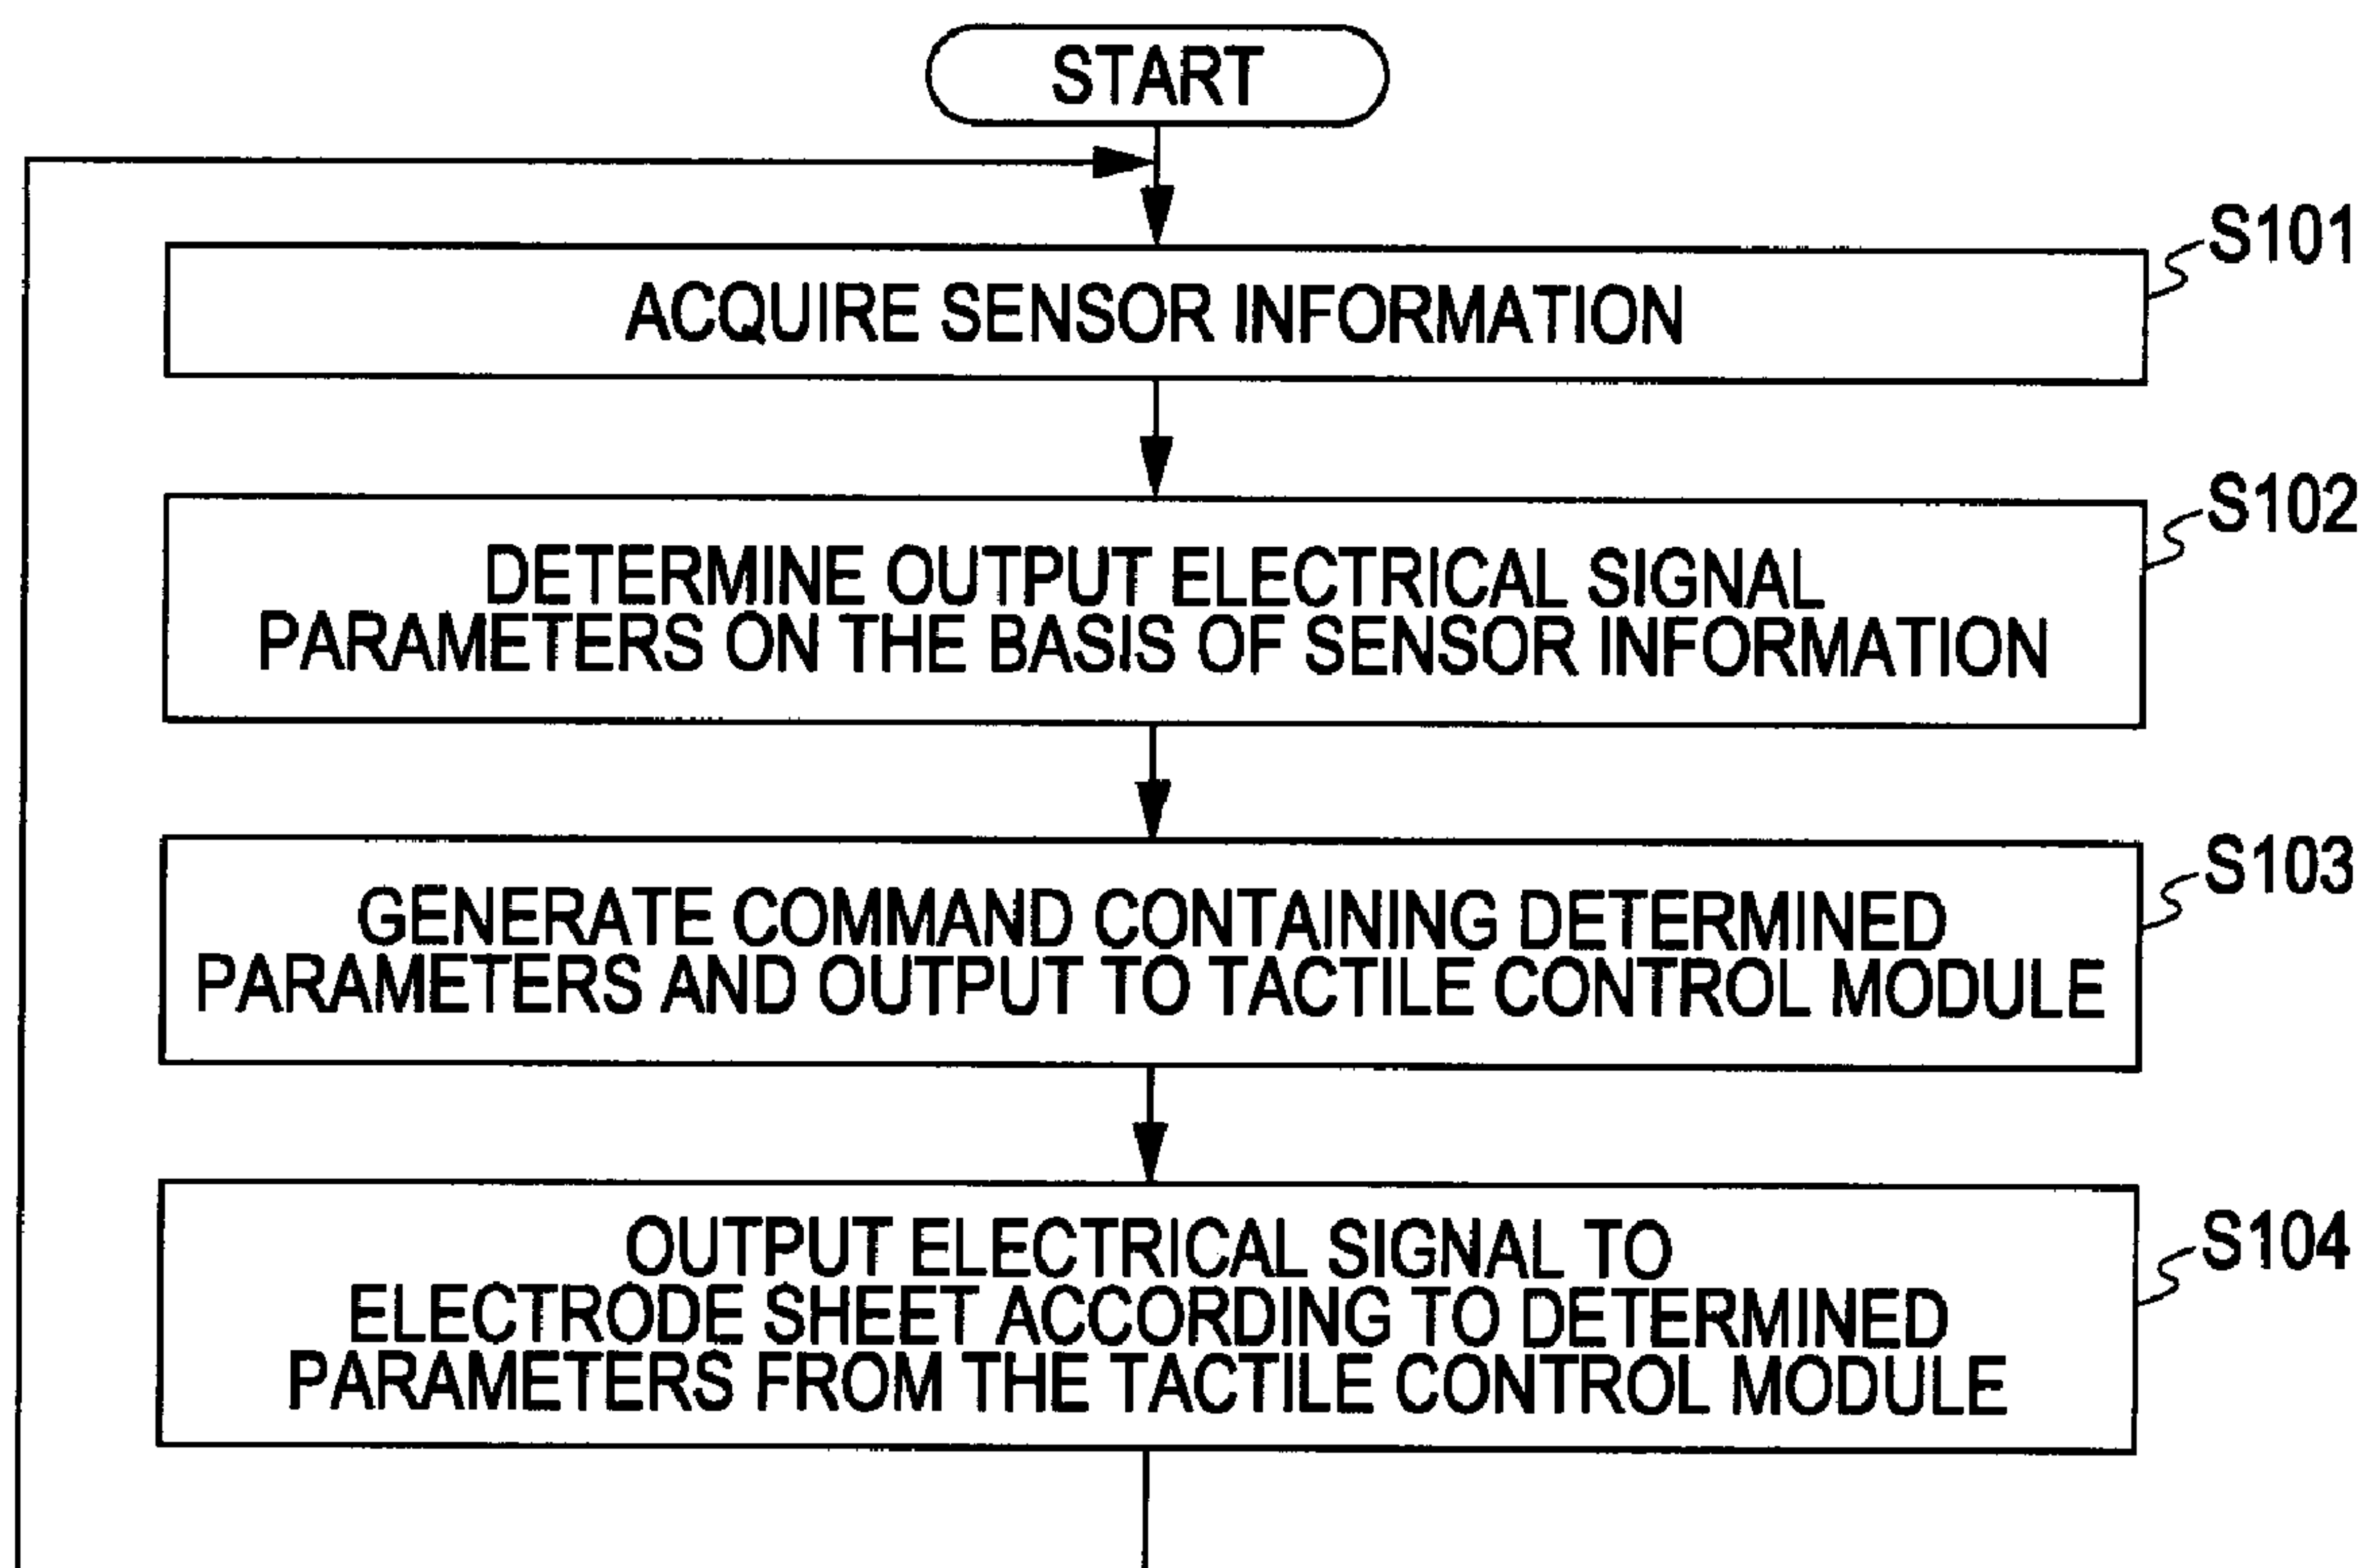 START
S101
ACQUIRE SENSOR INFORMATION
S102
DETERMINE OUTPUT ELECTRICAL SIGNAL
PARAMETERS ON THE BASIS OF SENSOR INFORMATION
S103
GENERATE COMMAND CONTAINING DETERMINED
PARAMETERS AND OUTPUT TO TACTILE CONTROL MODULE
S104
OUTPUT ELECTRICAL SIGNAL TO
ELECTRODE SHEET ACCORDING TO DETERMINED
PARAMETERS FROM THE TACTILE CONTROL MODULE